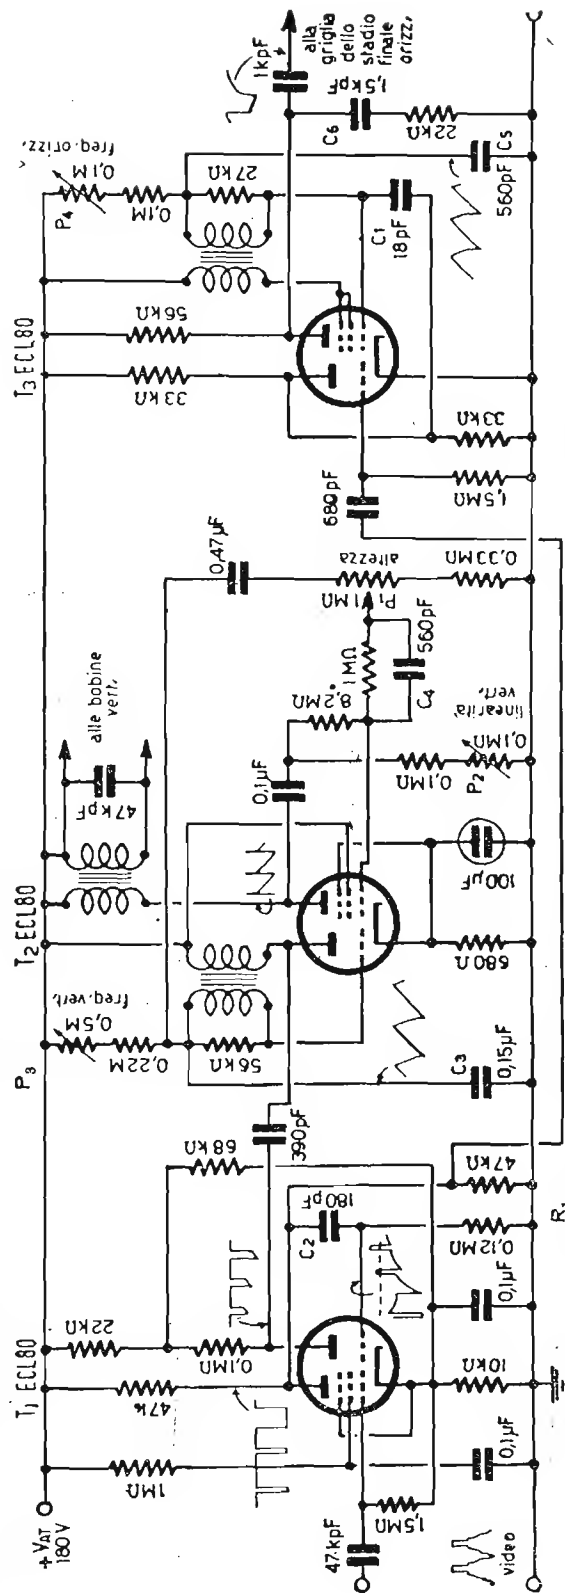 + VAT
180V
T1 ECL80
P3
T2 ECL80
T3 ECL80
1MΩ
47k
22kΩ
0,1MΩ
68kΩ
390pF
0,5M
freq.vert.
0,22M
56kΩ
47kpF
alle bobine
vert.
0,1µF
8,2MΩ
1MΩ
C4
560pF
0,47µF
P1 1MΩ
altezza
0,33MΩ
680pF
33kΩ
56kΩ
P4
0,1M
freq.orizz.
0,1M
27kΩ
C1
18pF
1kpF
alla
griglia
dello
stadio
finale
orizz.
C6
1,5kpF
22kΩ
C5
560pF
47kpF
1,5MΩ
video
0,1µF
10kΩ
0,1µF
C2
180pF
0,12MΩ
47kΩ
R1
C3
0,15µF
680Ω
100µF
0,1MΩ
P2
0,1MΩ
linearità
vert.
1,5MΩ
33kΩ